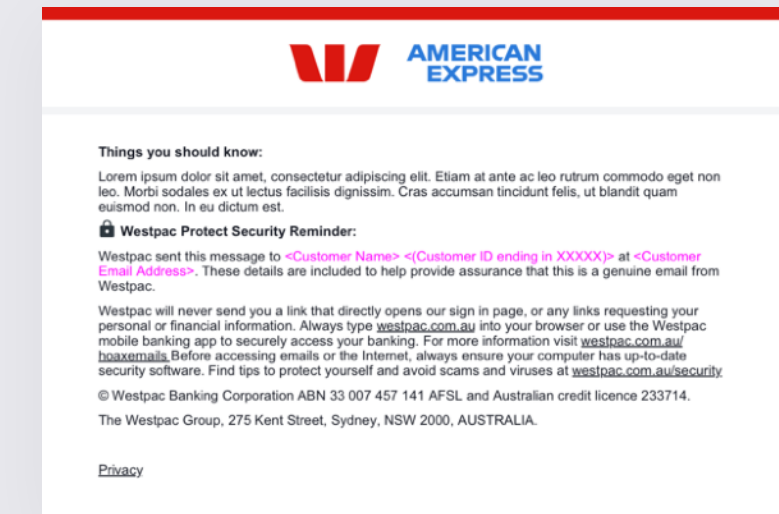 AMERICAN
EXPRESS
Things you should know:
Lorem ipsum dolor sit amet, consectetur adipiscing elit. Etiam at ante ac leo rutrum commodo eget non
leo. Morbi sodales ex ut lectus facilisis dignissim. Cras accumsan tincidunt felis, ut blandit quam
euismod non. In eu dictum est.
Westpac Protect Security Reminder:
Westpac sent this message to <Customer Name> <(Customer ID ending in XXXXX)> at <Customer
Email Address>. These details are included to help provide assurance that this is a genuine email from
Westpac.
Westpac will never send you a link that directly opens our sign in page, or any links requesting your
personal or financial information. Always type westpac.com.au into your browser or use the Westpac
mobile banking app to securely access your banking. For more information visit westpac.com.au/
hoaxemails Before accessing emails or the Internet, always ensure your computer has up-to-date
security software. Find tips to protect yourself and avoid scams and viruses at westpac.com.au/security
© Westpac Banking Corporation ABN 33 007 457 141 AFSL and Australian credit licence 233714.
The Westpac Group, 275 Kent Street, Sydney, NSW 2000, AUSTRALIA.
Privacy